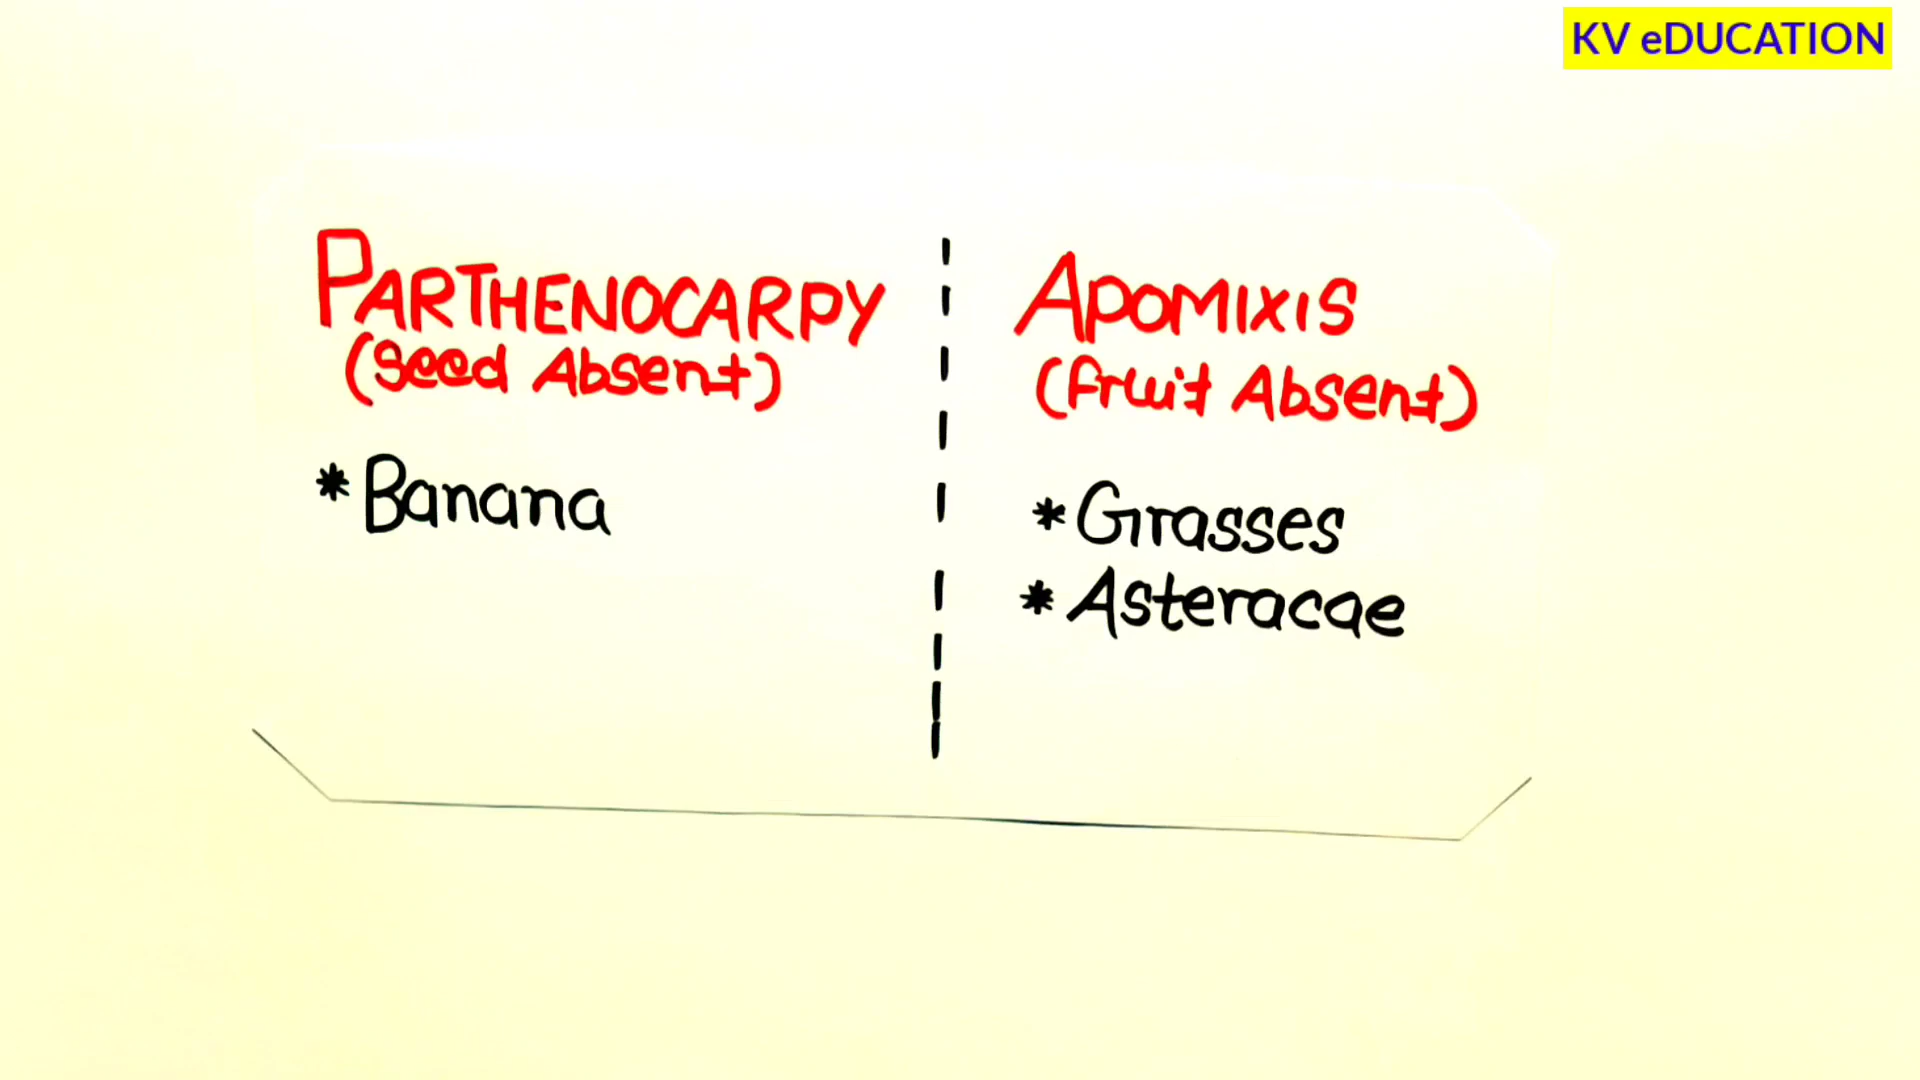 KV eDUCATION
PARTHENOCARPY
(Seed Absent)
* Banana
APOMIXIS
(Fruit Absent)
* Grasses
* Asteracae